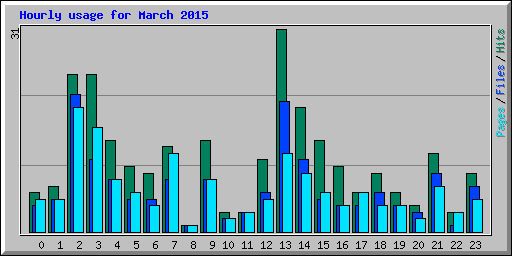 Hourly usage for March 2015
31
Pages / Files / Hits
0 1 2 3 4 5 6 7 8 9 10 11 12 13 14 15 16 17 18 19 20 21 22 23